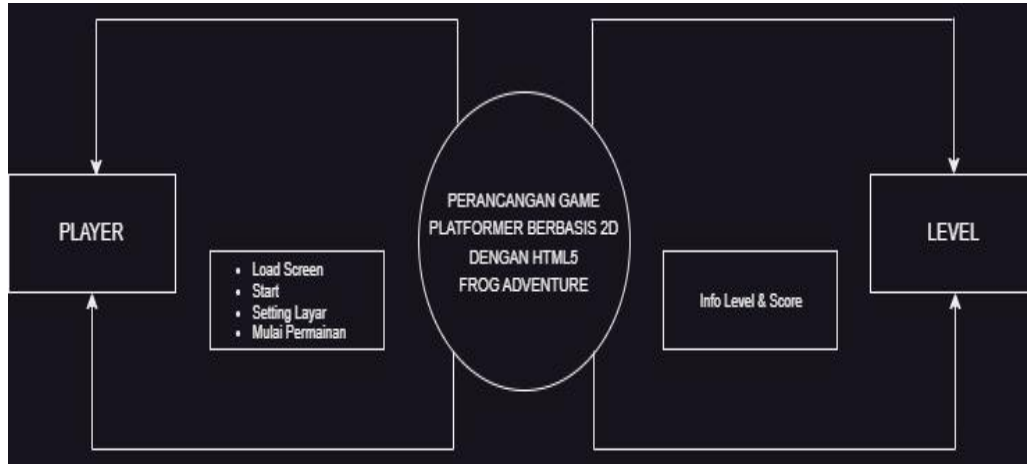 PLAYER
• Load Screen
• Start
• Setting Layar
• Mulai Permainan
PERANCANGAN GAME
PLATFORMER BERBASIS 2D
DENGAN HTML5
FROG ADVENTURE
Info Level & Score
LEVEL